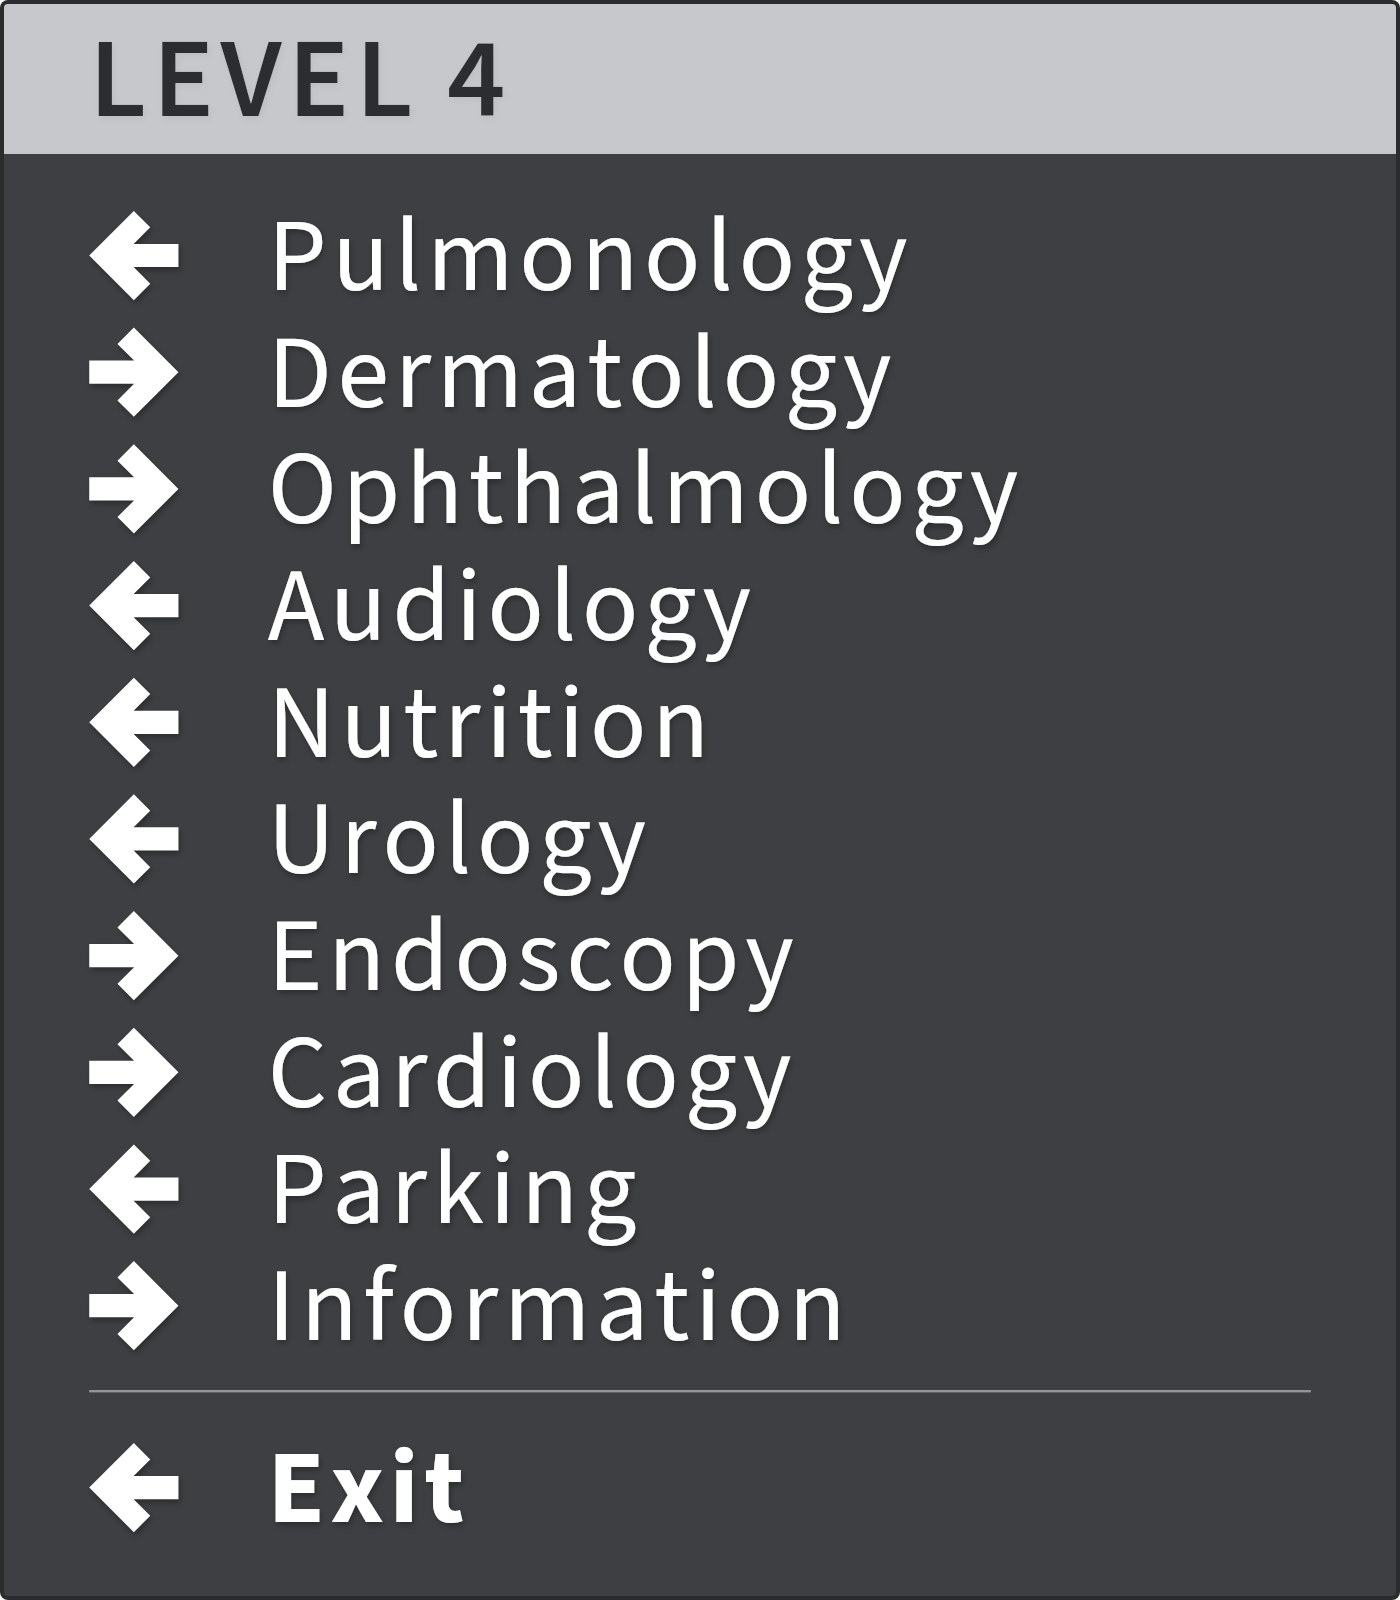 LEVEL 4
← Pulmonology
→ Dermatology
→ Ophthalmology
← Audiology
← Nutrition
← Urology
→ Endoscopy
→ Cardiology
← Parking
→ Information
← Exit